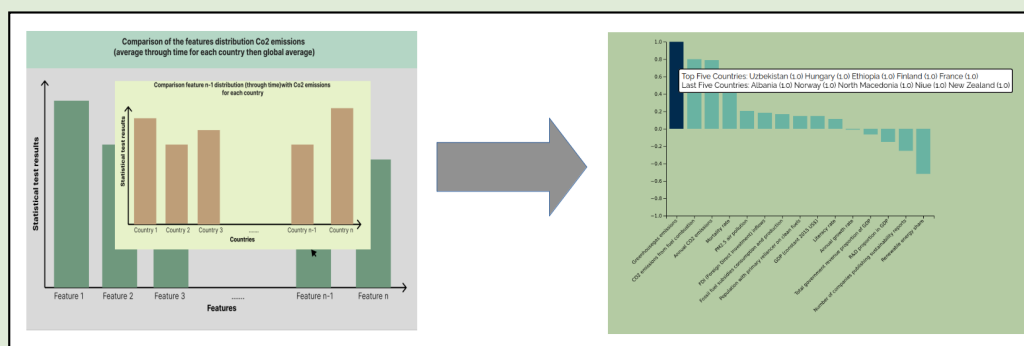 Comparison of the features distribution Co2 emissions
(average through time for each country then global average)
Statistical test results
Comparison feature n-1 distribution (through time)with Co2 emissions
for each country
Statistical test results
Country 1
Country 2
Country 3
......
Country n-1
Country n
Countries
Feature 1
Feature 2
Feature 3
......
Feature n-1
Feature n
Features
1.0
0.8
0.6
0.4
0.2
0.0
−0.2
−0.4
−0.6
−0.8
−1.0
Top Five Countries: Uzbekistan (1.0) Hungary (1.0) Ethiopia (1.0) Finland (1.0) France (1.0)
Last Five Countries: Albania (1.0) Norway (1.0) North Macedonia (1.0) Niue (1.0) New Zealand (1.0)
Greenhousegas emissions
CO2 emissions from fuel combustion
Annual CO2 emissions
Mortality rate
PM2.5 air pollution
FDI (Foreign Direct Investment) inflows
Fossil fuel subsidies consumption and production
Population with primary reliance on clean fuels
GDP (constant 2015 US$)
Literacy rate
Annual growth rate
Total government revenue proportion of GDP
R&D proportion in GDP
Number of companies publishing sustainability reports
Renewable energy share